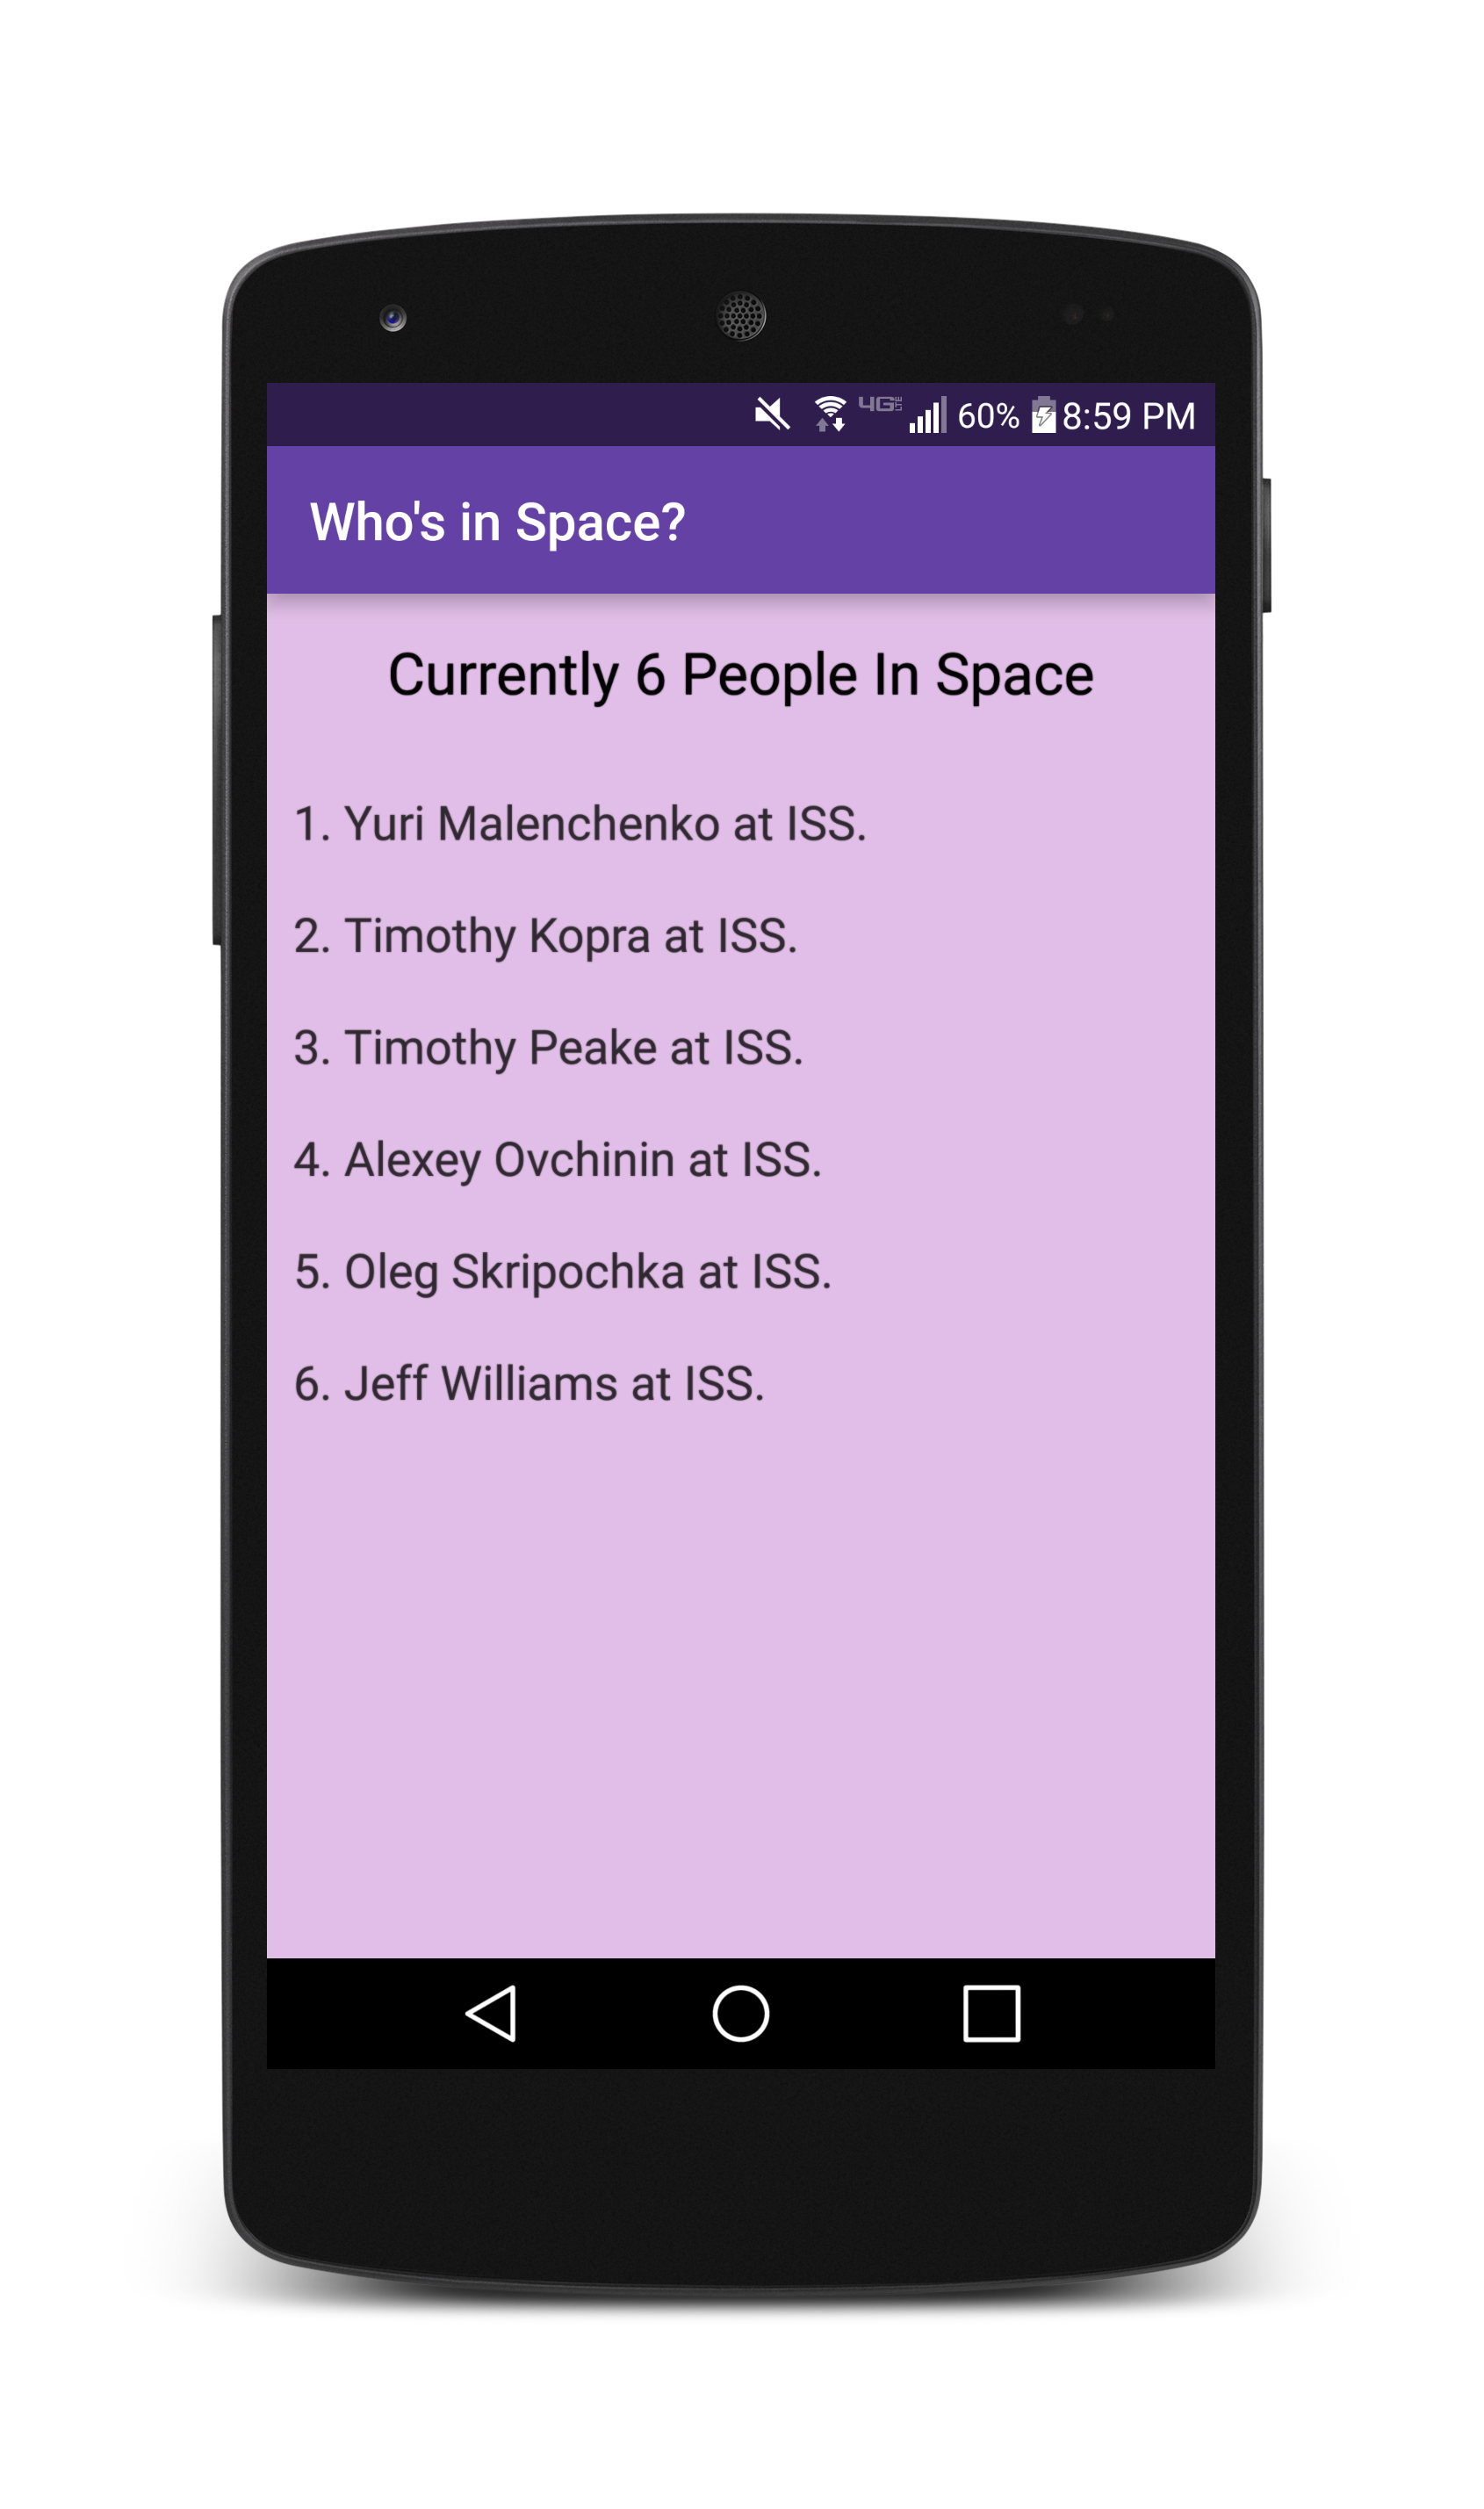 4G LTE 60% 8:59 PM
Who's in Space?
Currently 6 People In Space
1. Yuri Malenchenko at ISS.
2. Timothy Kopra at ISS.
3. Timothy Peake at ISS.
4. Alexey Ovchinin at ISS.
5. Oleg Skripochka at ISS.
6. Jeff Williams at ISS.